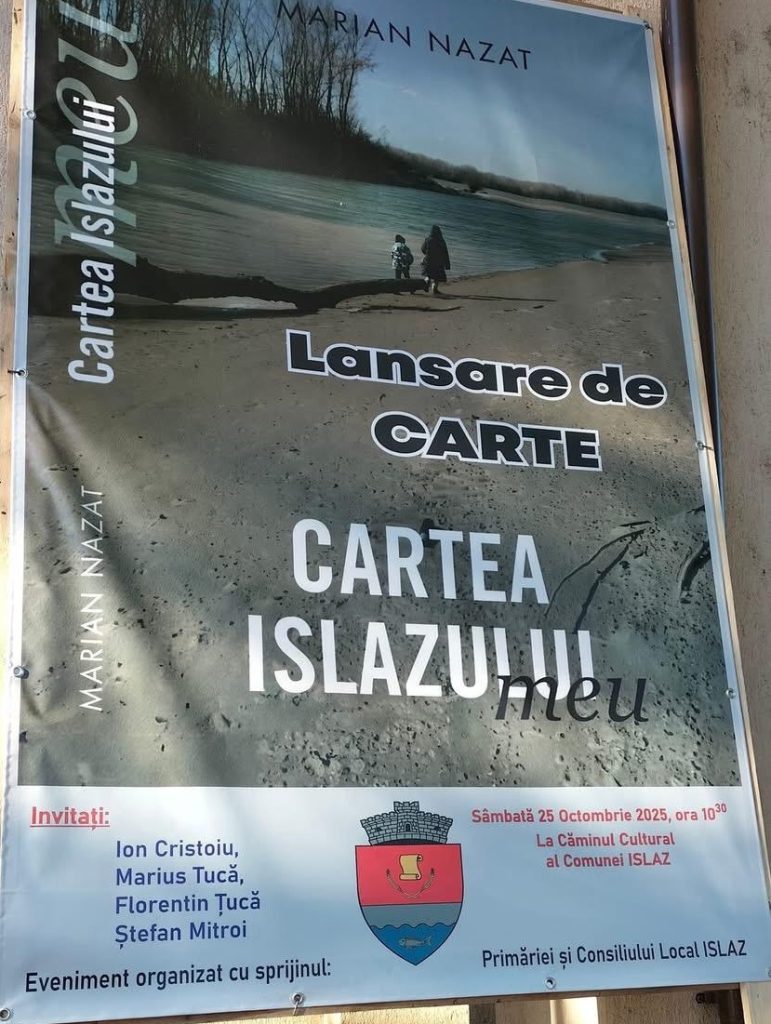 MARIAN NAZAT
Cartea Islazului
meu
MARIAN NAZAT
Lansare de
CARTE
CARTEA
ISLAZULUI
meu
Invitați:
Ion Cristoiu,
Marius Tucă,
Florentin Țucă
Ștefan Mitroi
Sâmbată 25 Octombrie 2025, ora 10³⁰
La Căminul Cultural
al Comunei ISLAZ
Eveniment organizat cu sprijinul:
Primăriei și Consiliului Local ISLAZ